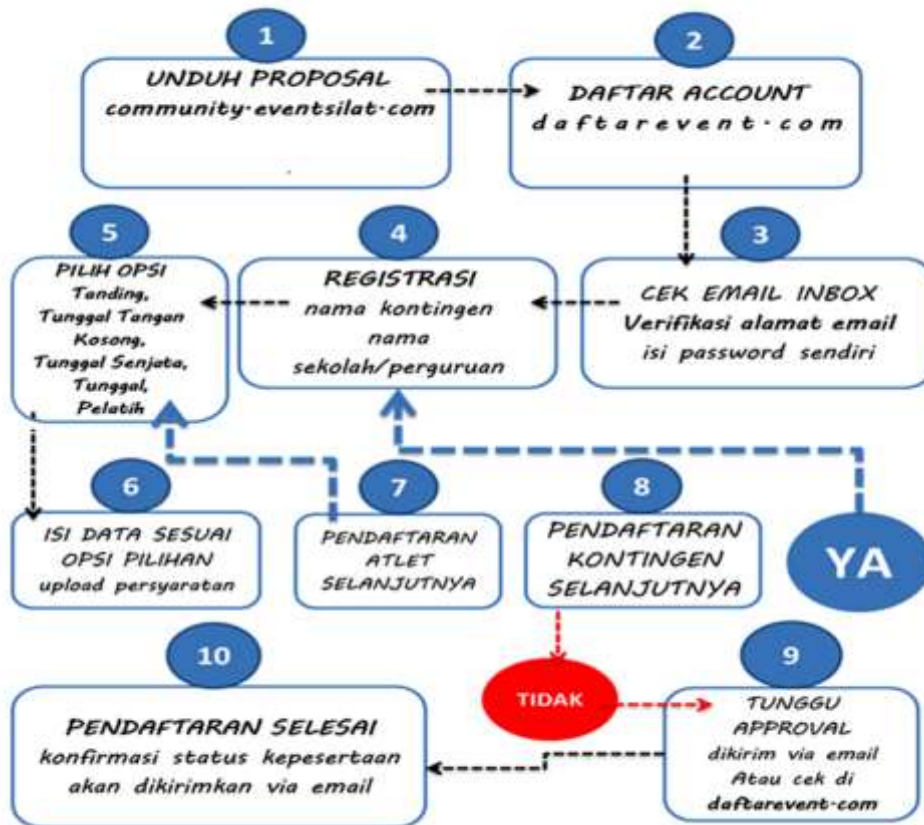 1
UNDUH PROPOSAL
community.eventsilat.com
2
DAFTAR ACCOUNT
daftarevent.com
3
CEK EMAIL INBOX
Verifikasi alamat email
isi password sendiri
4
REGISTRASI
nama kontingen
nama
sekolah/perguruan
5
PILIH OPSI
Tanding,
Tunggal Tangan
Kosong,
Tunggal Senjata,
Tunggal,
Pelatih
6
ISI DATA SESUAI
OPSI PILIHAN
upload persyaratan
7
PENDAFTARAN
ATLET
SELANJUTNYA
8
PENDAFTARAN
KONTINGEN
SELANJUTNYA
YA
TIDAK
9
TUNGGU
APPROVAL
dikirim via email
Atau cek di
daftarevent.com
10
PENDAFTARAN SELESAI
konfirmasi status kepesertaan
akan dikirimkan via email